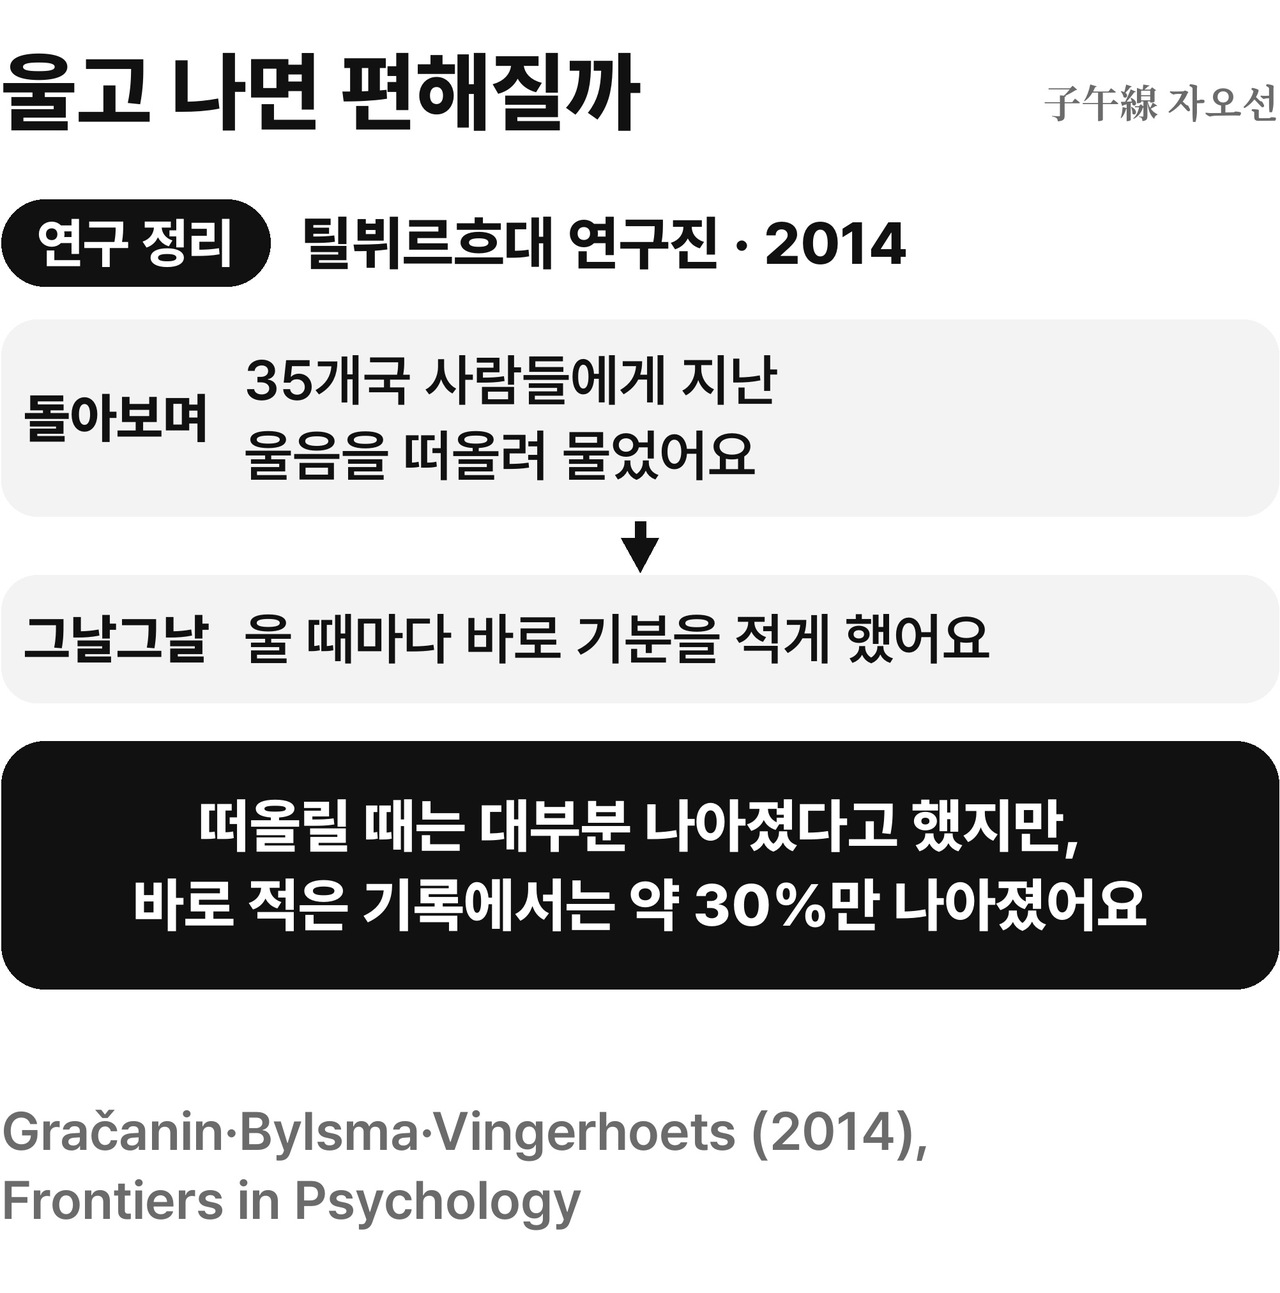 울고 나면 편해질까
子午線 자오선
연구 정리 틸뷔르흐대 연구진 · 2014
돌아보며
35개국 사람들에게 지난
울음을 떠올려 물었어요
그날그날 울 때마다 바로 기분을 적게 했어요
떠올릴 때는 대부분 나아졌다고 했지만,
바로 적은 기록에서는 약 30%만 나아졌어요
Gračanin·Bylsma·Vingerhoets (2014),
Frontiers in Psychology